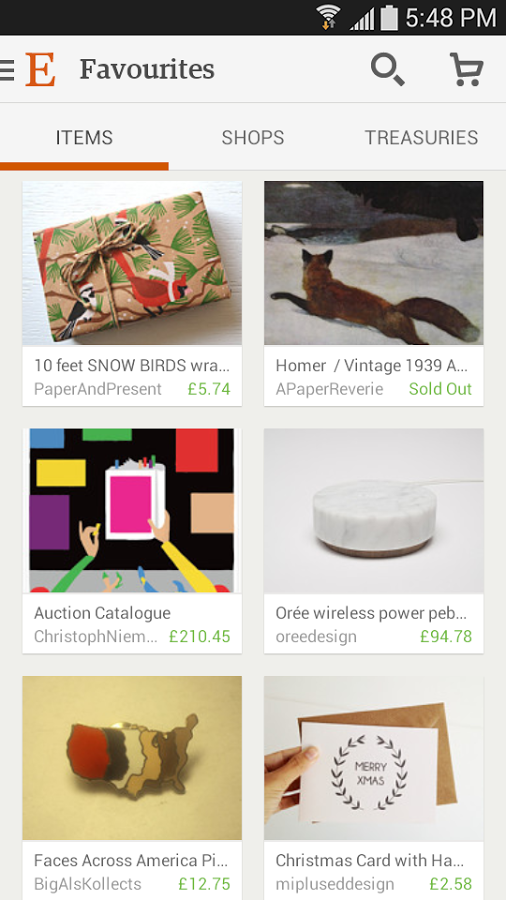 5:48 PM
E Favourites
ITEMS SHOPS TREASURIES
10 feet SNOW BIRDS wra...
PaperAndPresent £5.74
Homer / Vintage 1939 A...
APaperReverie Sold Out
Auction Catalogue
ChristophNiem... £210.45
Orée wireless power peb...
oreedesign £94.78
Faces Across America Pi...
BigAlsKollects £12.75
MERRY
XMAS
Christmas Card with Ha...
mipluseddesign £2.58